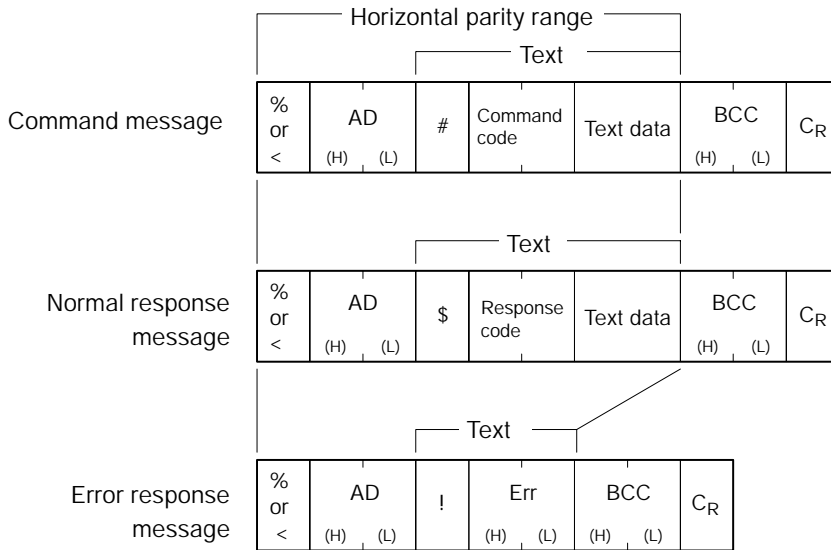 Horizontal parity range
Text
Command message
%
or
<
AD
(H) (L)
#
Command
code
Text data
BCC
(H) (L)
CR
Text
Normal response
message
%
or
<
AD
(H) (L)
$
Response
code
Text data
BCC
(H) (L)
CR
Text
Error response
message
%
or
<
AD
(H) (L)
!
Err
(H) (L)
BCC
(H) (L)
CR